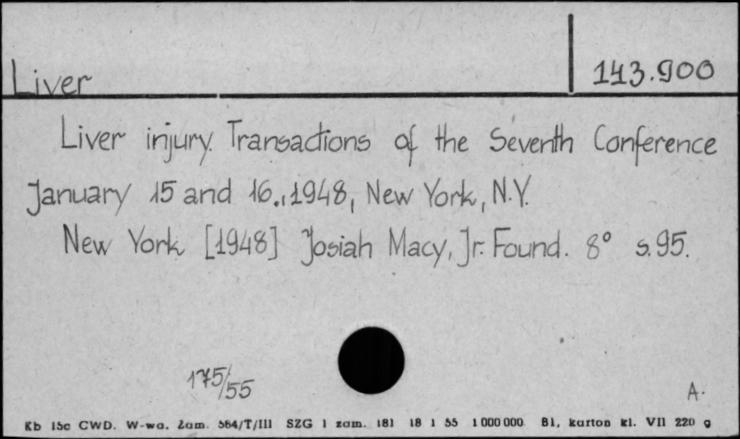 Liver
143.900
Liver injury. Transactions of the Seventh Conference
January 15 and 16., 1948, New York, N.Y.
New York [1948] Josiah Macy, Jr. Found. 8° s. 95.
175/55
A.
Kb 15c CWD. W-wa. Zam. 564/T/III SZG 1 zam. 181 18 1 55 1 000 000 Bl. karton kl. VII 220 g